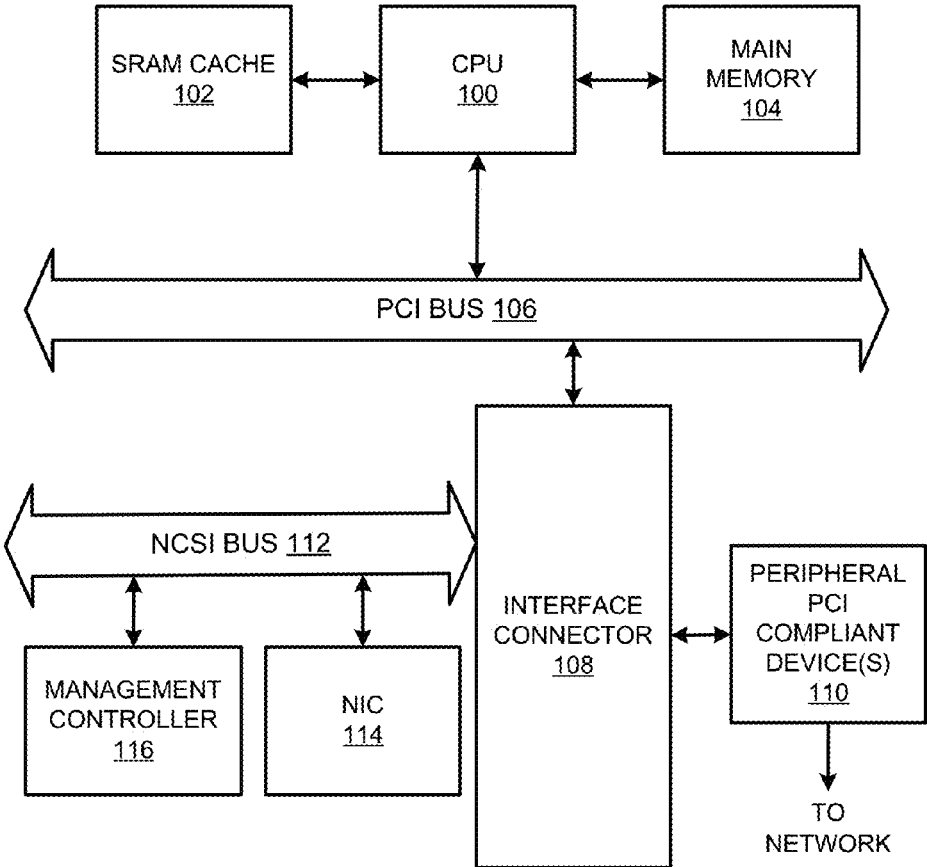 SRAM CACHE
102
CPU
100
MAIN
MEMORY
104
PCI BUS 106
NCSI BUS 112
MANAGEMENT
CONTROLLER
116
NIC
114
INTERFACE
CONNECTOR
108
PERIPHERAL
PCI
COMPLIANT
DEVICE(S)
110
TO
NETWORK